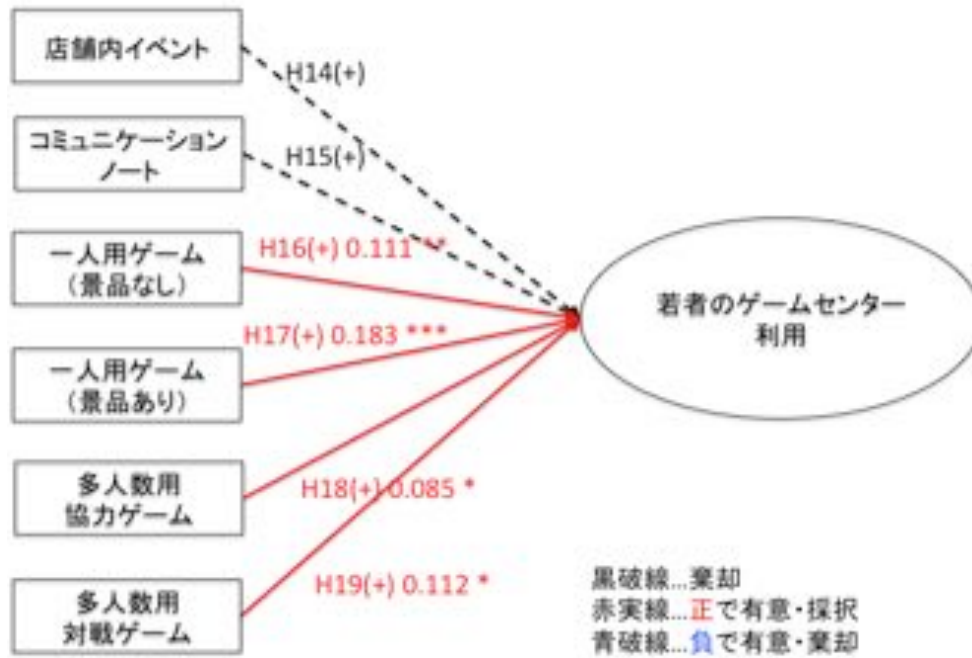 店舗内イベント
H14(+)
コミュニケーション
ノート
H15(+)
一人用ゲーム
(景品なし)
H16(+) 0.111 ***
若者のゲームセンター
利用
H17(+) 0.183 ***
一人用ゲーム
(景品あり)
多人数用
協力ゲーム
H18(+) 0.085 *
H19(+) 0.112 *
多人数用
対戦ゲーム
黒破線…棄却
赤実線…正で有意・採択
青破線…負で有意・棄却